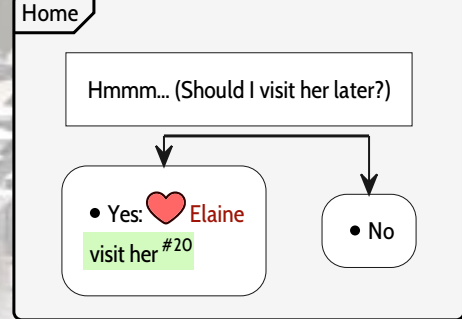 Home
Hmmm... (Should I visit her later?)
• Yes: ❤ Elaine
visit her #20
• No